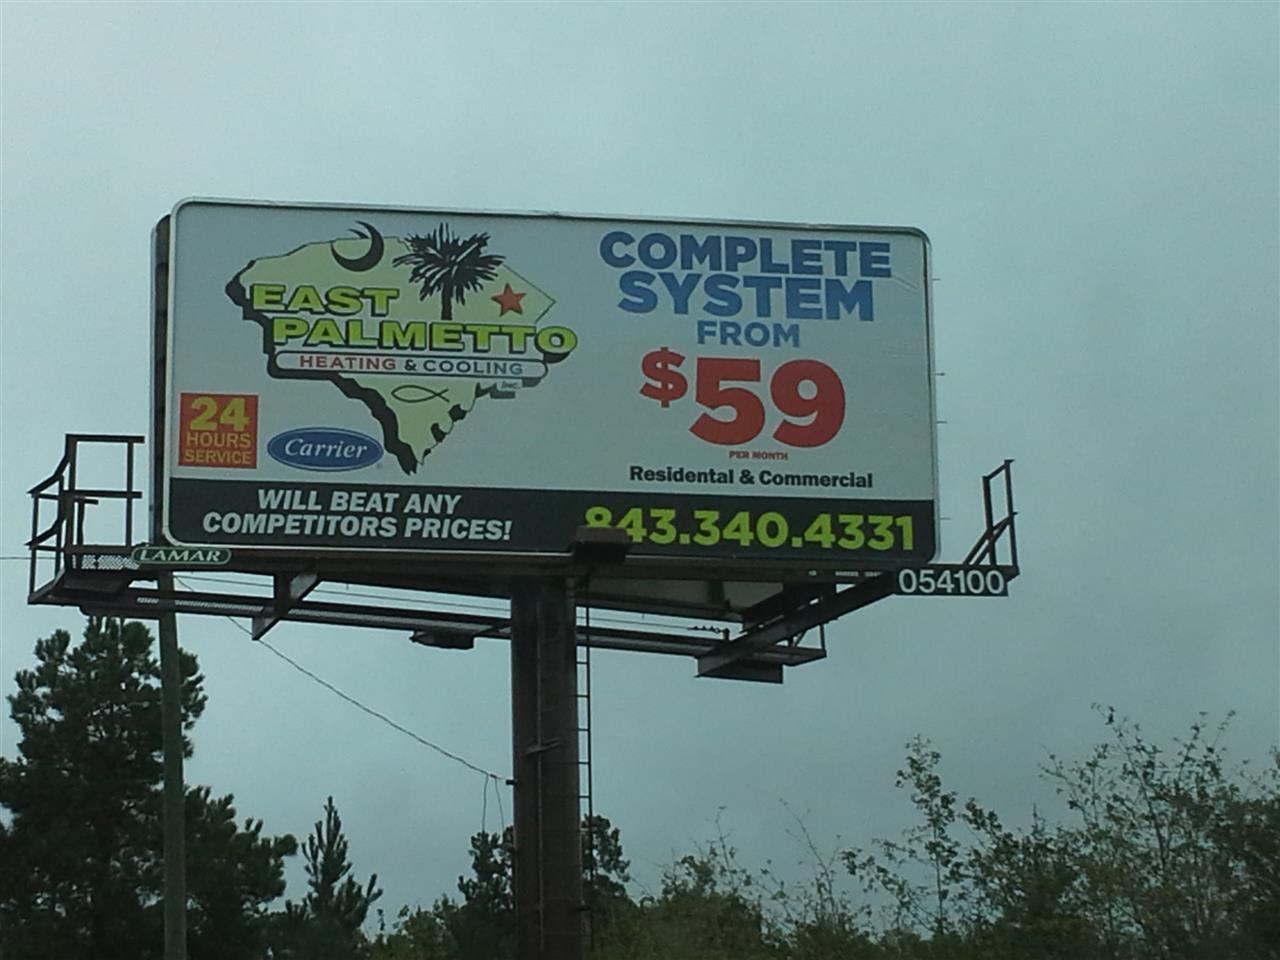 EAST
PALMETTO
HEATING & COOLING
INC.
24
HOURS
SERVICE
Carrier
COMPLETE
SYSTEM
FROM
$59
PER MONTH
Residential & Commercial
WILL BEAT ANY
COMPETITORS PRICES!
843.340.4331
LAMAR
054100